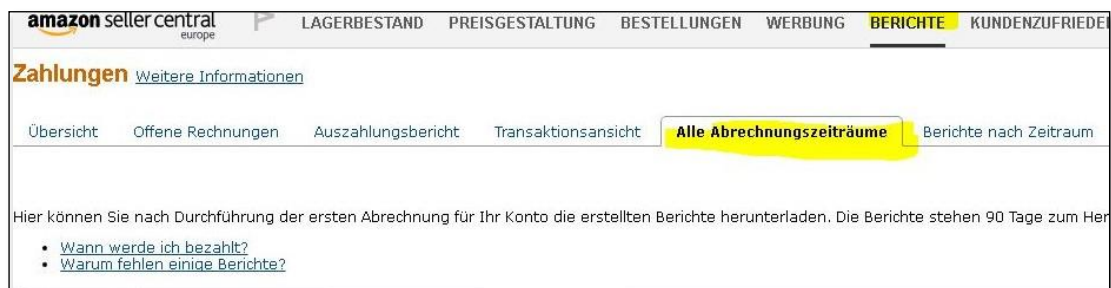 amazon seller central europe LAGERBESTAND PREISGESTALTUNG BESTELLUNGEN WERBUNG BERICHTE KUNDENZUFRIEDE
Zahlungen Weitere Informationen
Übersicht Offene Rechnungen Auszahlungsbericht Transaktionsansicht Alle Abrechnungszeiträume Berichte nach Zeitraum
Hier können Sie nach Durchführung der ersten Abrechnung für Ihr Konto die erstellten Berichte herunterladen. Die Berichte stehen 90 Tage zum Her
• Wann werde ich bezahlt?
• Warum fehlen einige Berichte?